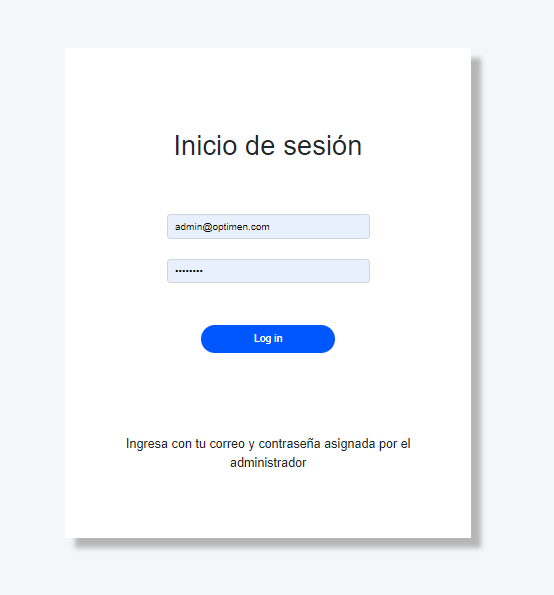 Inicio de sesión
admin@optimen.com
••••••••
Log in
Ingresa con tu correo y contraseña asignada por el
administrador